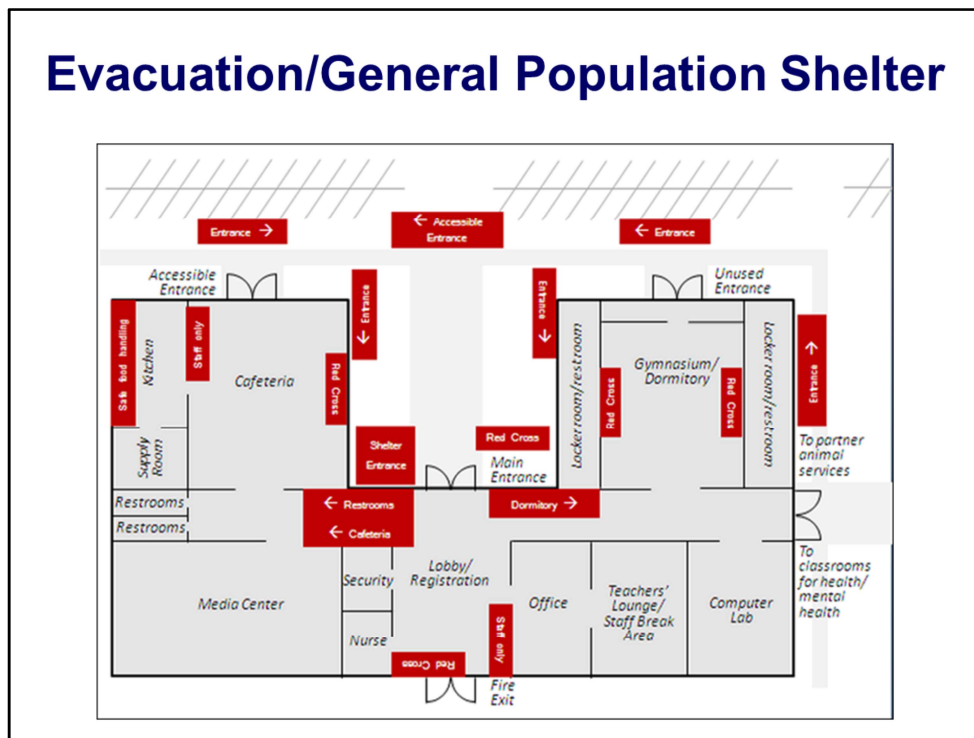 Evacuation/General Population Shelter
Entrance →
← Accessible
Entrance
← Entrance
Accessible
Entrance
Unused
Entrance
Safe food handling
Kitchen
Staff only
Cafeteria
Red Cross
← Entrance
Entrance →
Locker room/restroom
Gymnasium/
Dormitory
Red Cross
Red Cross
Locker room/restroom
Entrance →
Supply
Room
Shelter
Entrance
Red Cross
Main
Entrance
To partner
animal
services
Restrooms
Restrooms
← Restrooms
← Cafeteria
Dormitory →
Media Center
Security
Nurse
Lobby/
Registration
Office
Teachers'
Lounge/
Staff Break
Area
Computer
Lab
To
classrooms
for health/
mental
health
Staff only
Red Cross
Fire
Exit